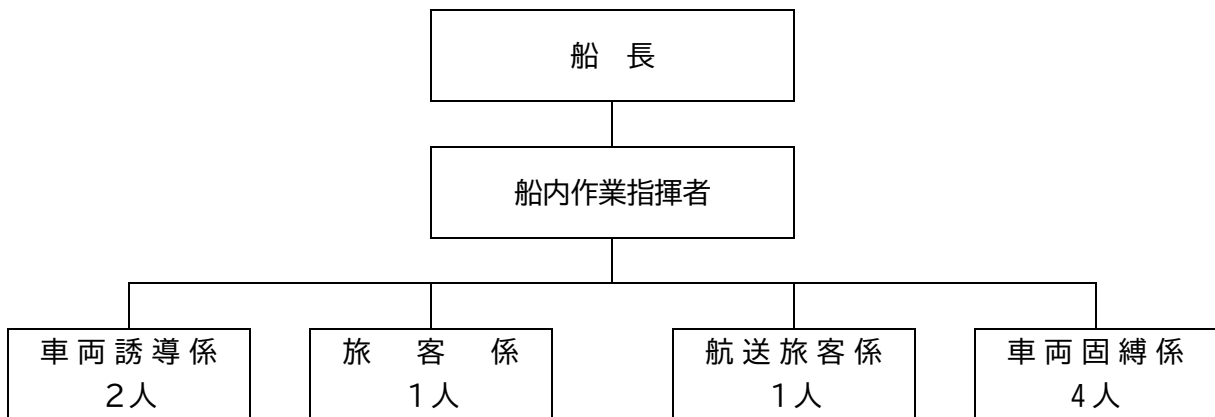 船　長
船内作業指揮者
車両誘導係
2人
旅客係
1人
航送旅客係
1人
車両固縛係
4人